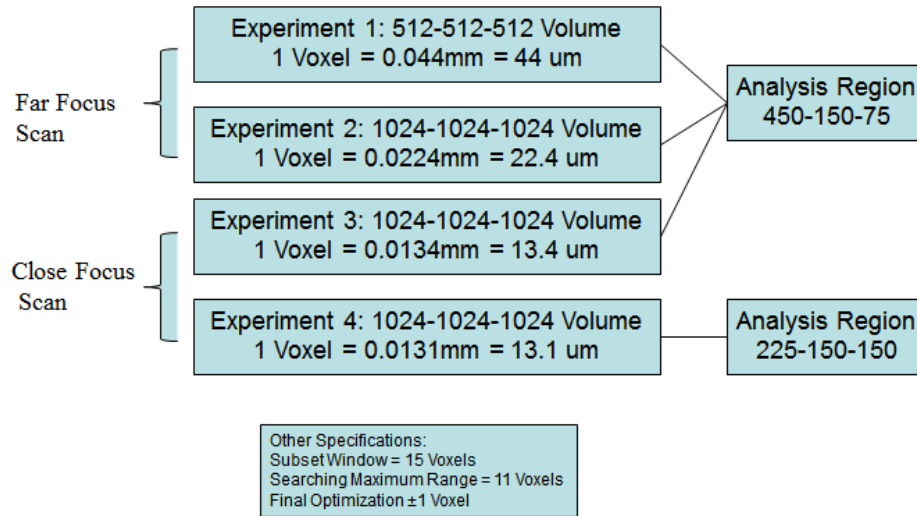 Experiment 1: 512-512-512 Volume
1 Voxel = 0.044mm = 44 um
Far Focus
Scan
Experiment 2: 1024-1024-1024 Volume
1 Voxel = 0.0224mm = 22.4 um
Analysis Region
450-150-75
Close Focus
Scan
Experiment 3: 1024-1024-1024 Volume
1 Voxel = 0.0134mm = 13.4 um
Experiment 4: 1024-1024-1024 Volume
1 Voxel = 0.0131mm = 13.1 um
Analysis Region
225-150-150
Other Specifications:
Subset Window = 15 Voxels
Searching Maximum Range = 11 Voxels
Final Optimization ±1 Voxel